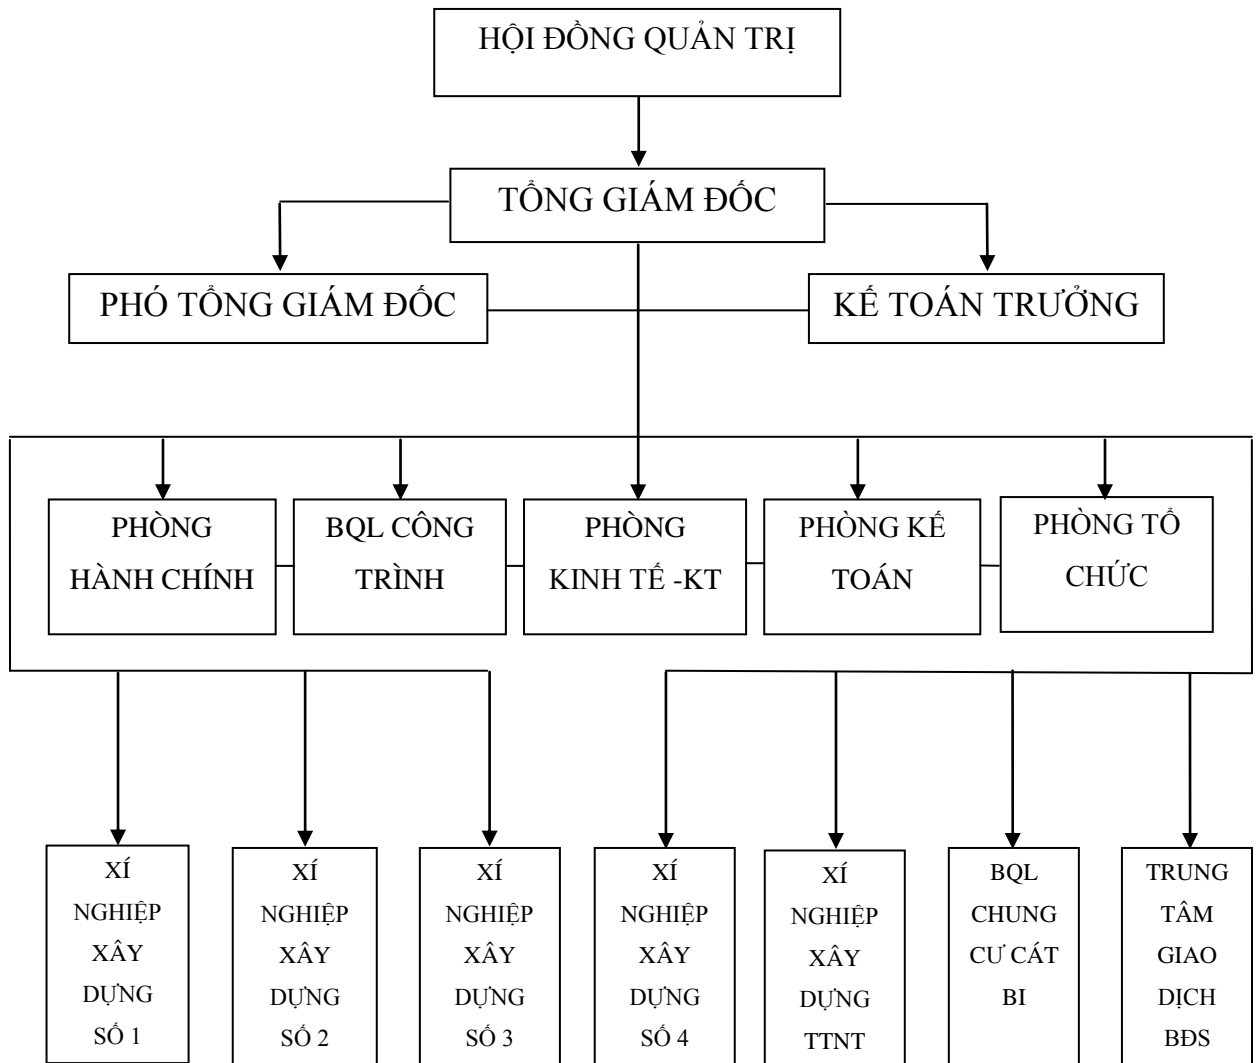 HỘI ĐỒNG QUẢN TRỊ
TỔNG GIÁM ĐỐC
PHÓ TỔNG GIÁM ĐỐC
KẾ TOÁN TRƯỞNG
PHÒNG
HÀNH CHÍNH
BQL CÔNG
TRÌNH
PHÒNG
KINH TẾ -KT
PHÒNG KẾ
TOÁN
PHÒNG TỔ
CHỨC
XÍ
NGHIỆP
XÂY
DỰNG
SỐ 1
XÍ
NGHIỆP
XÂY
DỰNG
SỐ 2
XÍ
NGHIỆP
XÂY
DỰNG
SỐ 3
XÍ
NGHIỆP
XÂY
DỰNG
SỐ 4
XÍ
NGHIỆP
XÂY
DỰNG
TTNT
BQL
CHUNG
CƯ CÁT
BI
TRUNG
TÂM
GIAO
DỊCH
BĐS